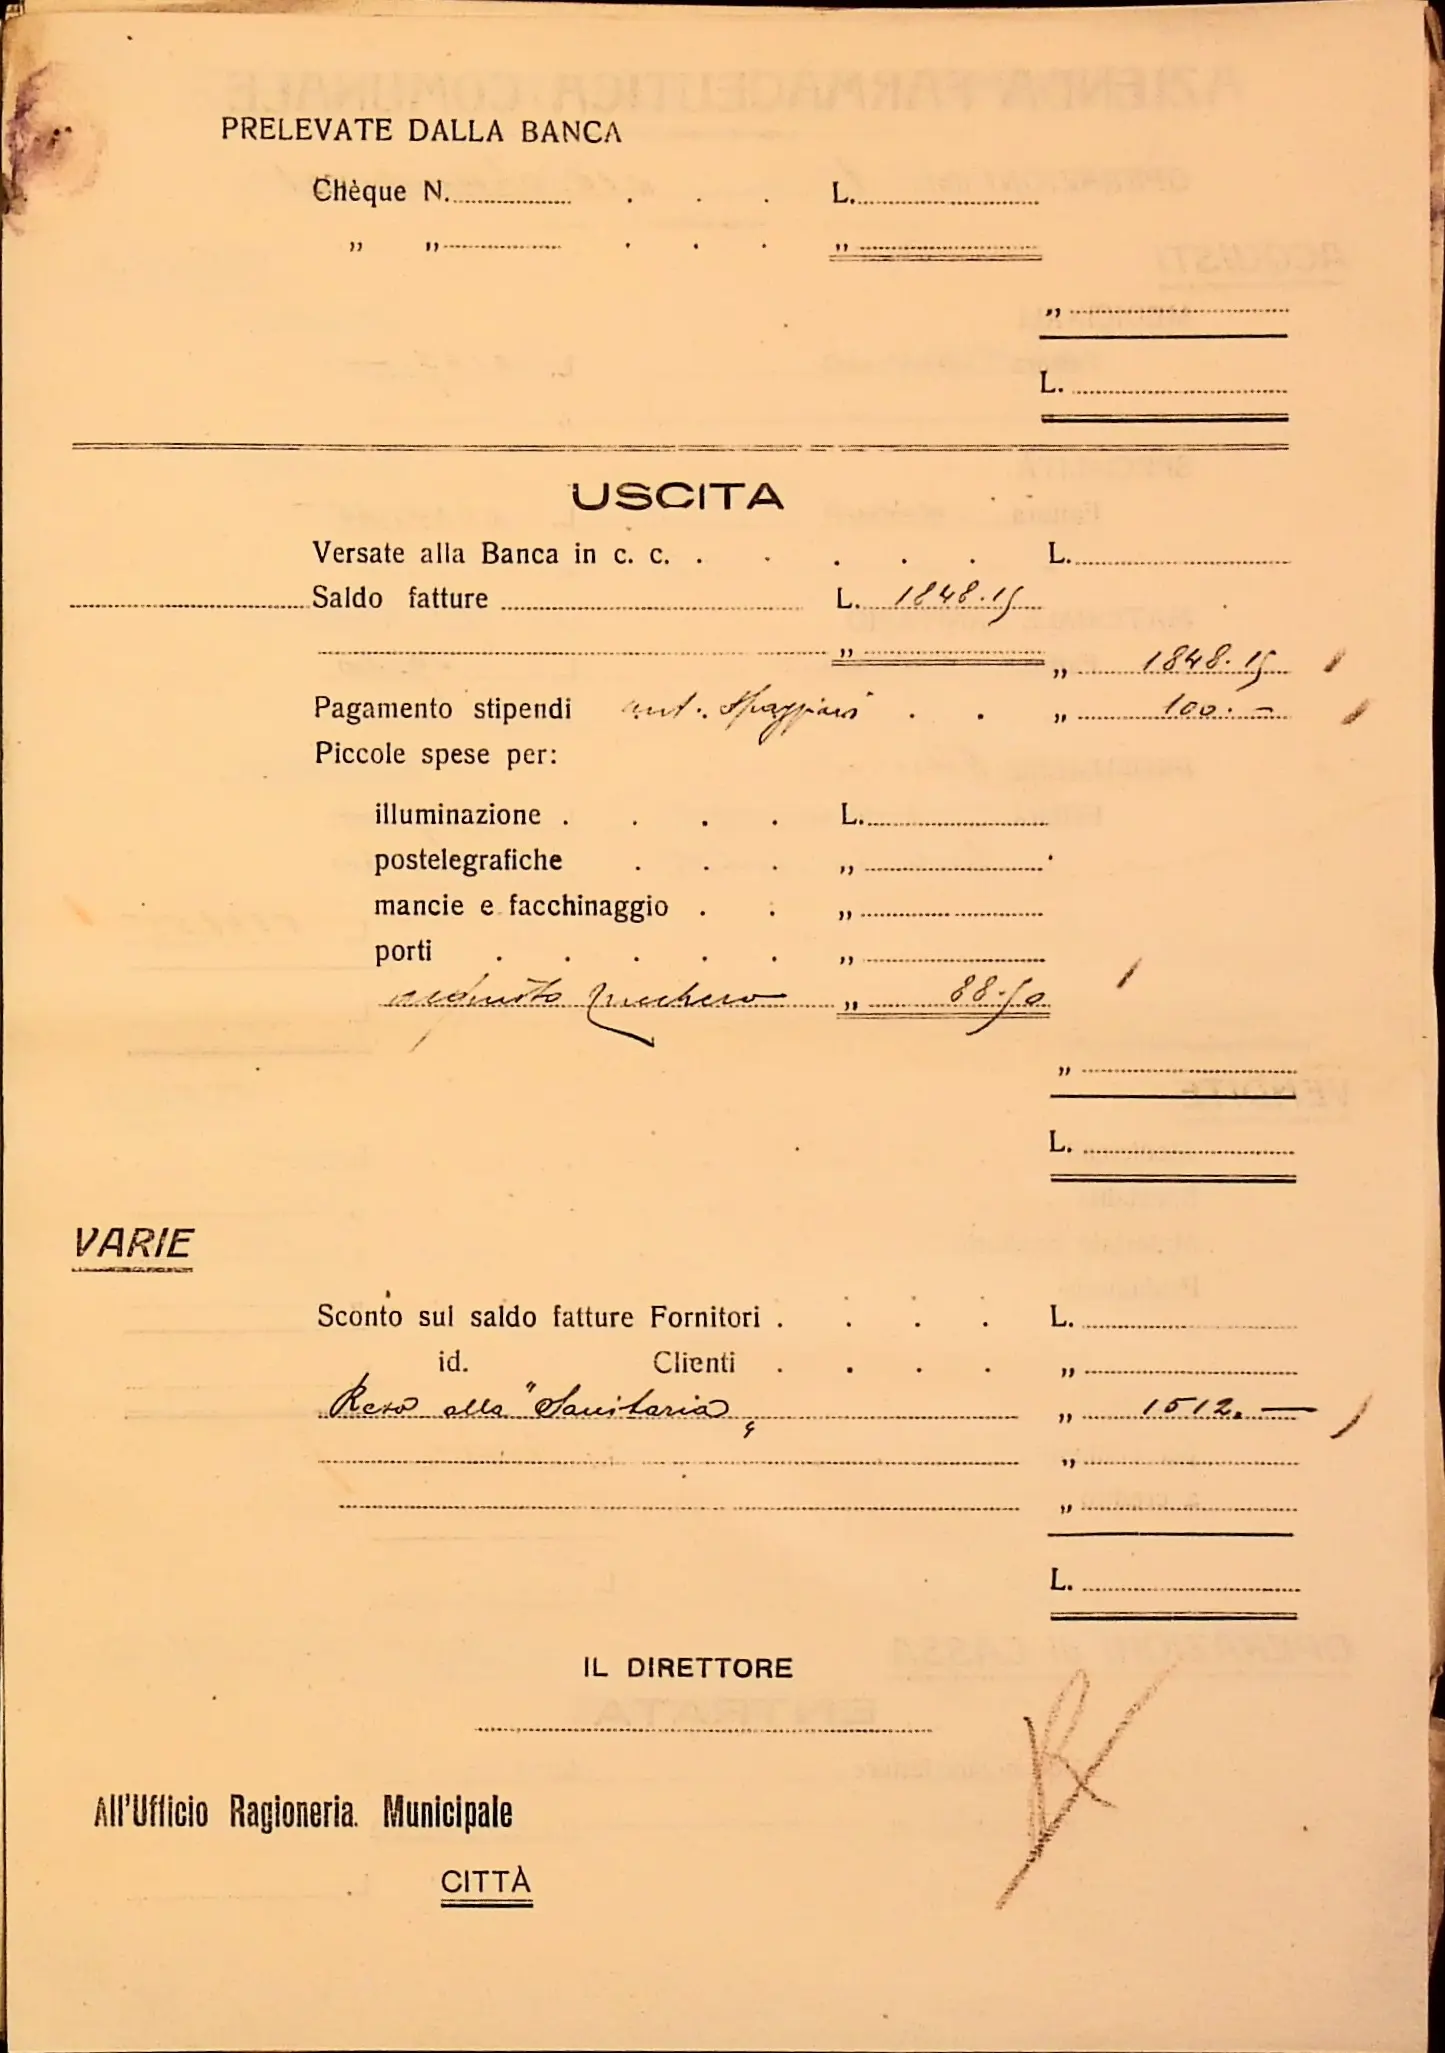 PRELEVATE DALLA BANCA
Chèque N. . . . L.
„ „ . . . „
„
L.
USCITA
Versate alla Banca in c. c. . . . . . L.
Saldo fatture L. 1848.15
„ „ 1848.15
Pagamento stipendi . . „ 100.—
Piccole spese per:
illuminazione . . . . L.
postelegrafiche . . . „
mancie e facchinaggio . . „
porti . . . . . „
acquisto zucchero „ 88.50
„
L.
VARIE
Sconto sul saldo fatture Fornitori . . . . L.
id. Clienti . . . . „
Reso alla "Sanitaria„ „ 1512.—
„
„
L.
IL DIRETTORE
All'Ufficio Ragioneria Municipale
CITTÀ